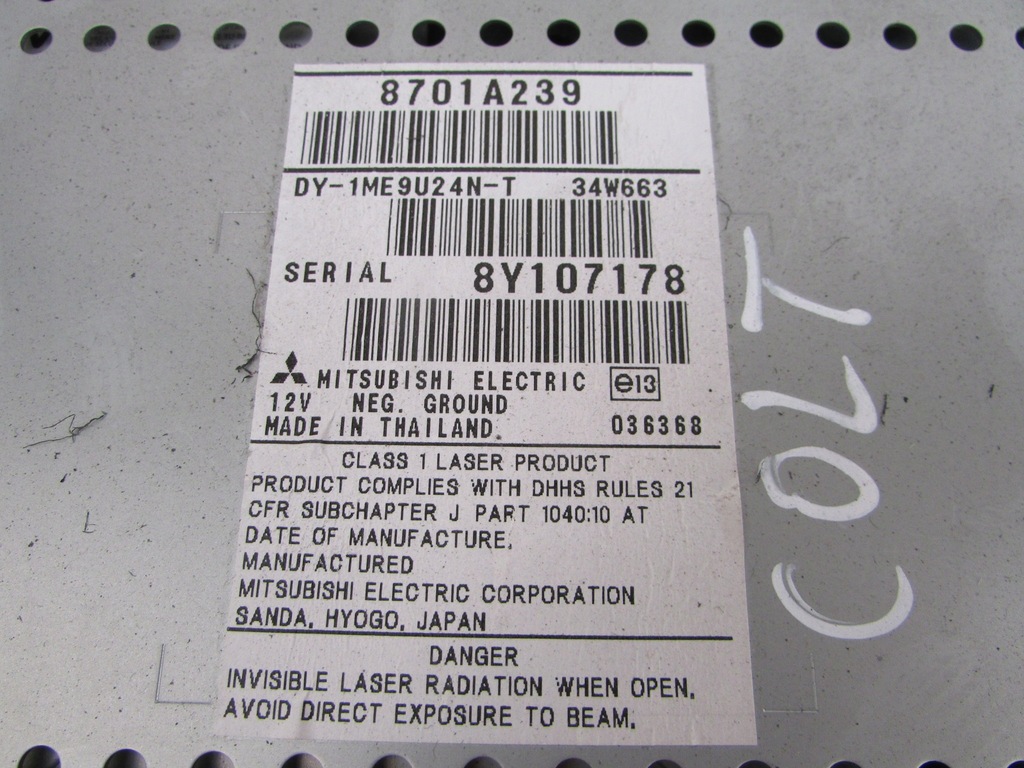 8701A239
DY-1ME9U24N-T 34W663
SERIAL 8Y107178
MITSUBISHI ELECTRIC e13
12V NEG. GROUND
MADE IN THAILAND 036368
CLASS 1 LASER PRODUCT
PRODUCT COMPLIES WITH DHHS RULES 21
CFR SUBCHAPTER J PART 1040:10 AT
DATE OF MANUFACTURE.
MANUFACTURED
MITSUBISHI ELECTRIC CORPORATION
SANDA, HYOGO, JAPAN
DANGER
INVISIBLE LASER RADIATION WHEN OPEN.
AVOID DIRECT EXPOSURE TO BEAM.
COLT